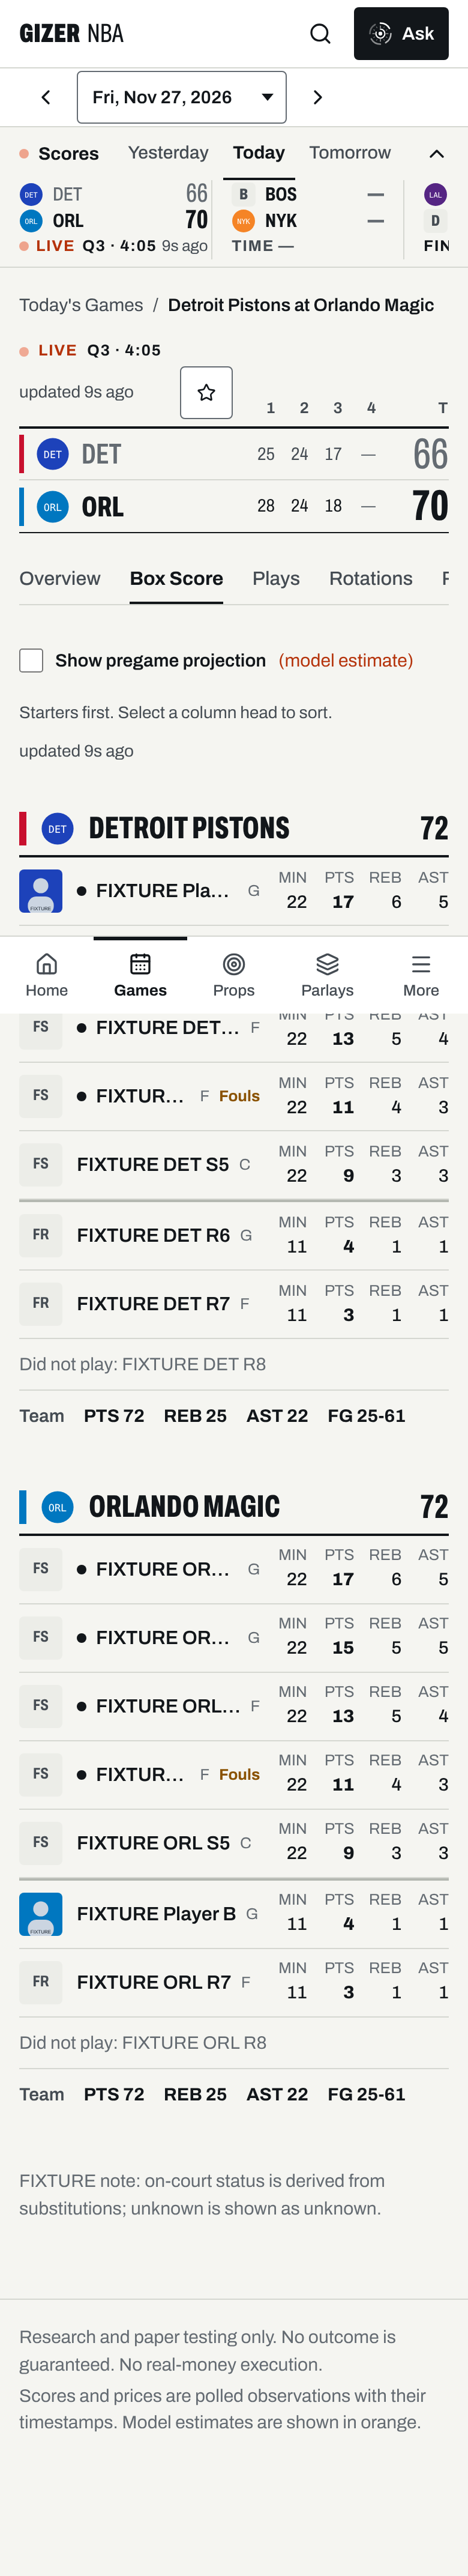 GIZER NBA
Ask
Fri, Nov 27, 2026
Scores Yesterday Today Tomorrow
DET DET 66
ORL ORL 70
LIVE Q3 · 4:05 9s ago
B BOS —
NYK NYK —
TIME —
LAL
D
FIN
Today's Games / Detroit Pistons at Orlando Magic
LIVE Q3 · 4:05
updated 9s ago
1 2 3 4 T
DET DET 25 24 17 — 66
ORL ORL 28 24 18 — 70
Overview Box Score Plays Rotations
Show pregame projection (model estimate)
Starters first. Select a column head to sort.
updated 9s ago
DET DETROIT PISTONS 72
MIN PTS REB AST
FIXTURE FIXTURE Pla... G 22 17 6 5
Home Games Props Parlays More
MIN PTS REB AST
FS FIXTURE DET... F 22 13 5 4
MIN PTS REB AST
FS FIXTUR... F Fouls 22 11 4 3
MIN PTS REB AST
FS FIXTURE DET S5 C 22 9 3 3
MIN PTS REB AST
FR FIXTURE DET R6 G 11 4 1 1
MIN PTS REB AST
FR FIXTURE DET R7 F 11 3 1 1
Did not play: FIXTURE DET R8
Team PTS 72 REB 25 AST 22 FG 25-61
ORL ORLANDO MAGIC 72
MIN PTS REB AST
FS FIXTURE OR... G 22 17 6 5
MIN PTS REB AST
FS FIXTURE OR... G 22 15 5 5
MIN PTS REB AST
FS FIXTURE ORL... F 22 13 5 4
MIN PTS REB AST
FS FIXTUR... F Fouls 22 11 4 3
MIN PTS REB AST
FS FIXTURE ORL S5 C 22 9 3 3
MIN PTS REB AST
FIXTURE FIXTURE Player B G 11 4 1 1
MIN PTS REB AST
FR FIXTURE ORL R7 F 11 3 1 1
Did not play: FIXTURE ORL R8
Team PTS 72 REB 25 AST 22 FG 25-61
FIXTURE note: on-court status is derived from
substitutions; unknown is shown as unknown.
Research and paper testing only. No outcome is
guaranteed. No real-money execution.
Scores and prices are polled observations with their
timestamps. Model estimates are shown in orange.